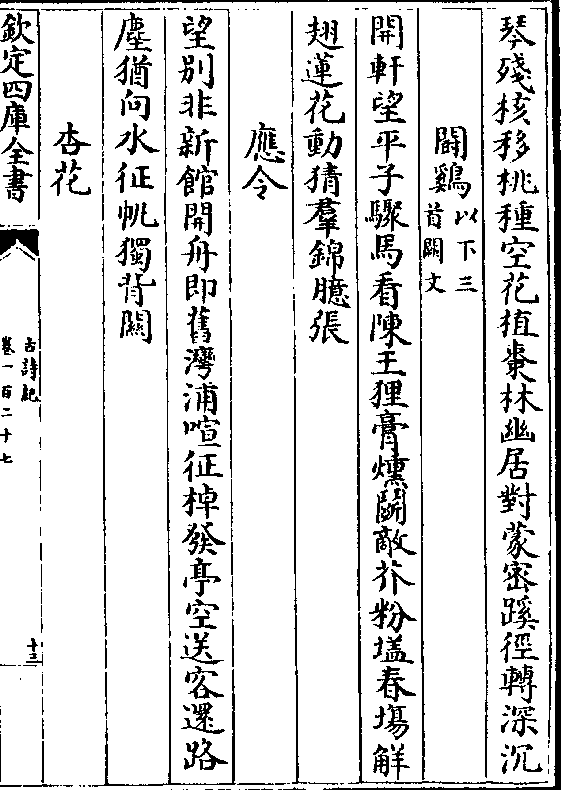 琴殘核移桃種空花植棗林幽居對蒙密蹊徑轉深沉
鬬鷄以下三首闕文
開軒望平子驟馬看陳王狸膏燻鬬敵芥粉壒春塲解
翅蓮花動猜羣錦臆張
應令
望别非新館開舟即舊灣浦喧征棹發亭空送客還路
塵猶向水征帆獨背關
杏花
欽定四庫全書
古詩紀
卷一百二十七
十三